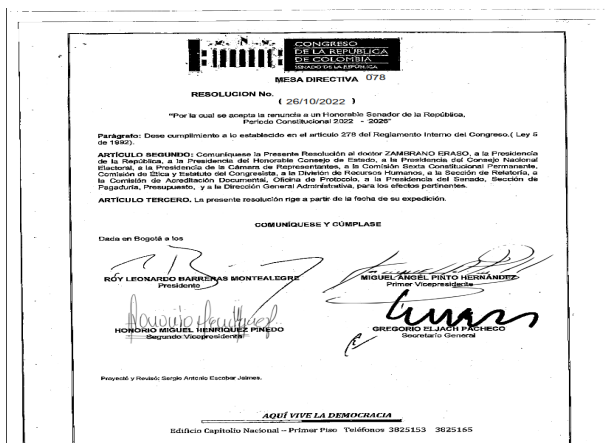 CONGRESO
DE LA REPÚBLICA
DE COLOMBIA
SENADO DE LA REPÚBLICA
MESA DIRECTIVA 078
RESOLUCION No.
( 26/10/2022 )
"Por la cual se acepta la renuncia a un Honorable Senador de la República,
Periodo Constitucional 2022 - 2026"
Parágrafo: Dese cumplimiento a lo establecido en el artículo 278 del Reglamento Interno del Congreso.( Ley 5
de 1992).
ARTÍCULO SEGUNDO: Comuníquese la Presente Resolución al doctor ZAMBRANO ERASO, a la Presidencia
de la República, a la Presidencia del Honorable Consejo de Estado, a la Presidencia del Consejo Nacional
Electoral, a la Presidencia de la Cámara de Representantes, a la Comisión Sexta Constitucional Permanente,
Comisión de Ética y Estatuto del Congresista, a la División de Recursos Humanos, a la Sección de Relatoría, a
la Comisión de Acreditación Documental, Oficina de Protocolo, a la Presidencia del Senado, Sección de
Pagaduría, Presupuesto, y a la Dirección General Administrativa, para los efectos pertinentes.
ARTÍCULO TERCERO. La presente resolución rige a partir de la fecha de su expedición.
COMUNÍQUESE Y CÚMPLASE
Dada en Bogotá a los
ROY LEONARDO BARRERAS MONTEALEGRE
Presidente
MIGUEL ÁNGEL PINTO HERNÁNDEZ
Primer Vicepresidente
HONORIO MIGUEL HENRIQUEZ PINEDO
Segundo Vicepresidente
GREGORIO ELJACH PACHECO
Secretario General
Proyectó y Revisó: Sergio Antonio Escobar Jaimes.
AQUÍ VIVE LA DEMOCRACIA
Edificio Capitolio Nacional – Primer Piso Teléfonos 3825153 3825165